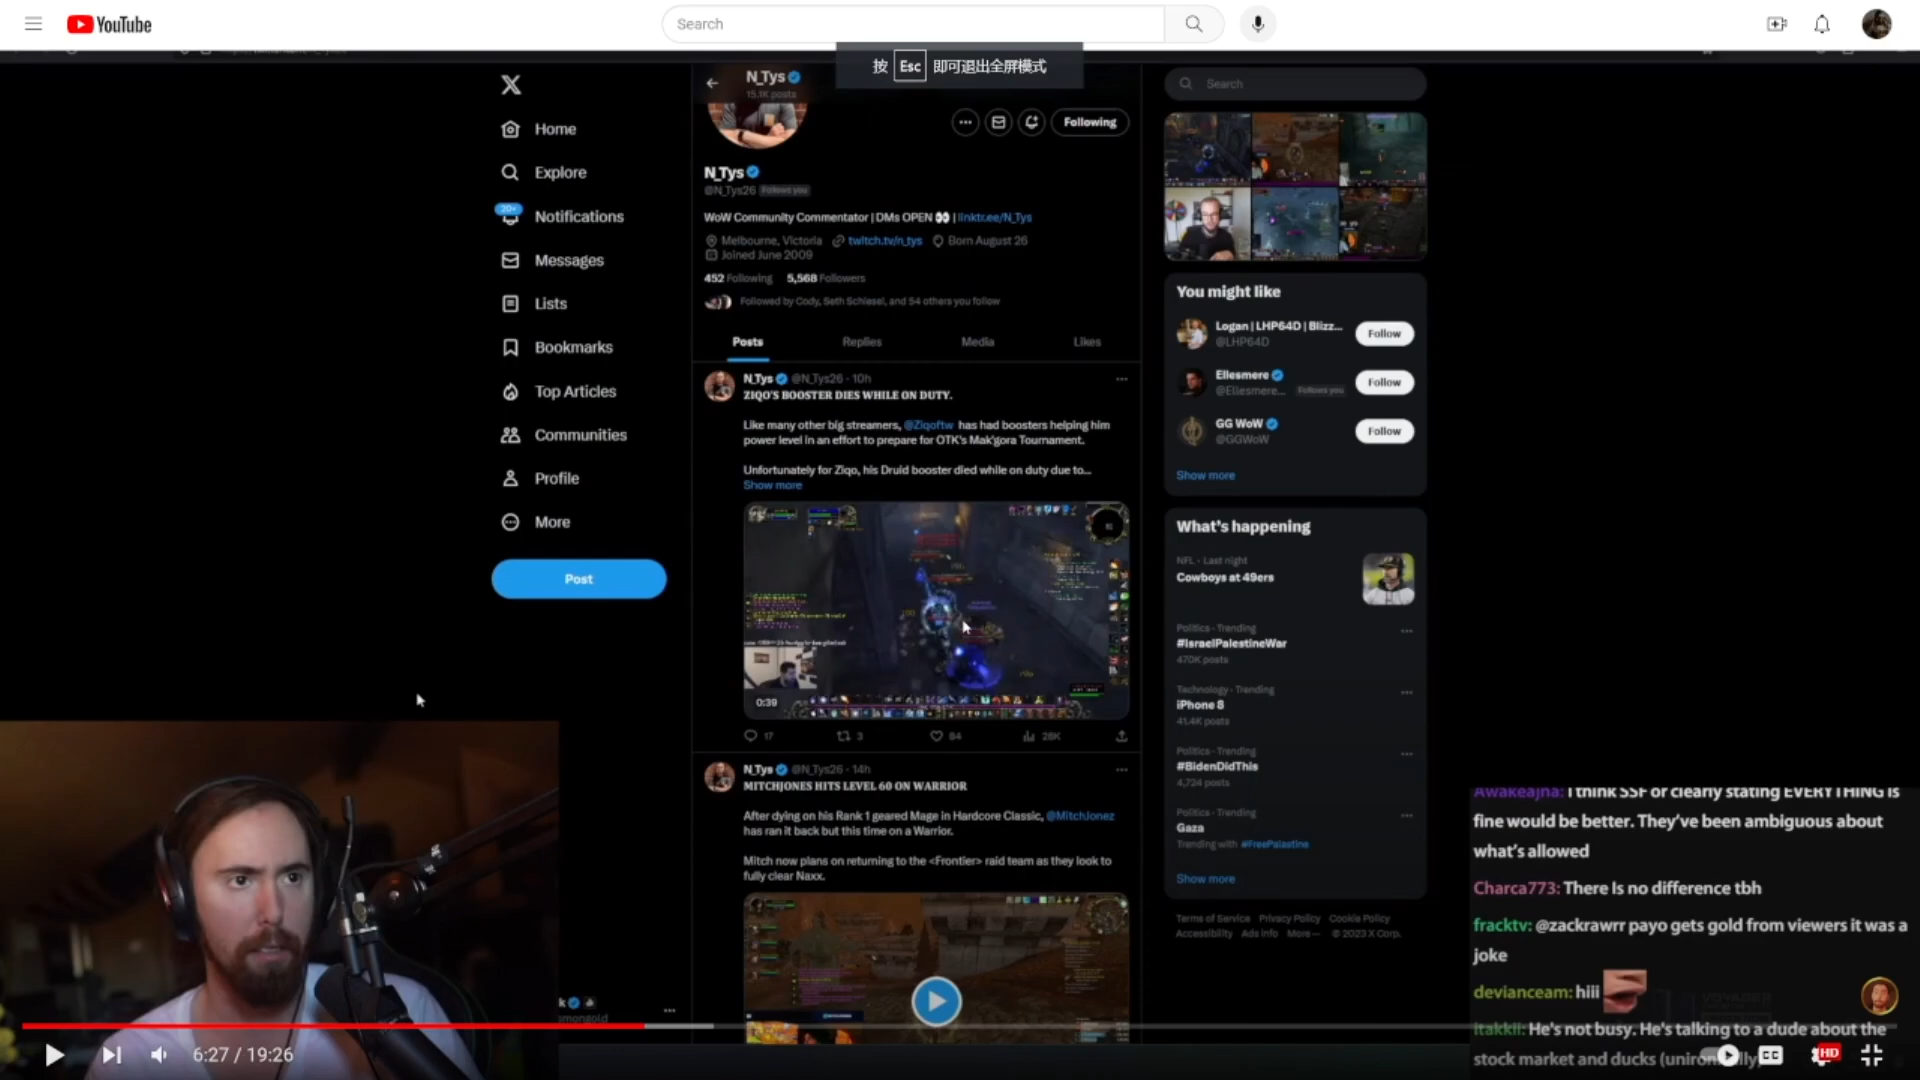 YouTube
Search
按 Esc 即可退出全屏模式
Home
Explore
20+
Notifications
Messages
Lists
Bookmarks
Top Articles
Communities
Profile
More
Post
N_Tys
15.1K posts
Following
N_Tys
@N_Tys26 Follows you
WoW Community Commentator | DMs OPEN 👀 | linktr.ee/N_Tys
Melbourne, Victoria twitch.tv/n_tys Born August 26
Joined June 2009
452 Following 5,568 Followers
Followed by Cody, Seth Schiesel, and 54 others you follow
Posts Replies Media Likes
N_Tys @N_Tys26 · 10h
ZIQO'S BOOSTER DIES WHILE ON DUTY.
Like many other big streamers, @Ziqoftw has had boosters helping him
power level in an effort to prepare for OTK's Mak'gora Tournament.
Unfortunately for Ziqo, his Druid booster died while on duty due to...
Show more
0:39
17 3 84 28K
N_Tys @N_Tys26 · 14h
MITCHJONES HITS LEVEL 60 ON WARRIOR
After dying on his Rank 1 geared Mage in Hardcore Classic, @MitchJonez
has ran it back but this time on a Warrior.
Mitch now plans on returning to the <Frontier> raid team as they look to
fully clear Naxx.
Search
You might like
Logan | LHP64D | Blizz...
@LHP64D
Follow
Ellesmere
@Ellesmere... Follows you
Follow
GG WoW
@GGWoW
Follow
Show more
What's happening
NFL · Last night
Cowboys at 49ers
Politics · Trending
#IsraelPalestineWar
470K posts
Technology · Trending
iPhone 8
41.4K posts
Politics · Trending
#BidenDidThis
4,724 posts
Politics · Trending
Gaza
Trending with #FreePalastine
Show more
Terms of Service Privacy Policy Cookie Policy
Accessibility Ads info More··· © 2023 X Corp.
Awakeajna: I think SSF or clearly stating EVERYTHING is
fine would be better. They've been ambiguous about
what's allowed
Charca773: There is no difference tbh
fracktv: @zackrawrr payo gets gold from viewers it was a
joke
devianceam: hiii
itakkii: He's not busy. He's talking to a dude about the
stock market and ducks
6:27 / 19:26
CC
HD